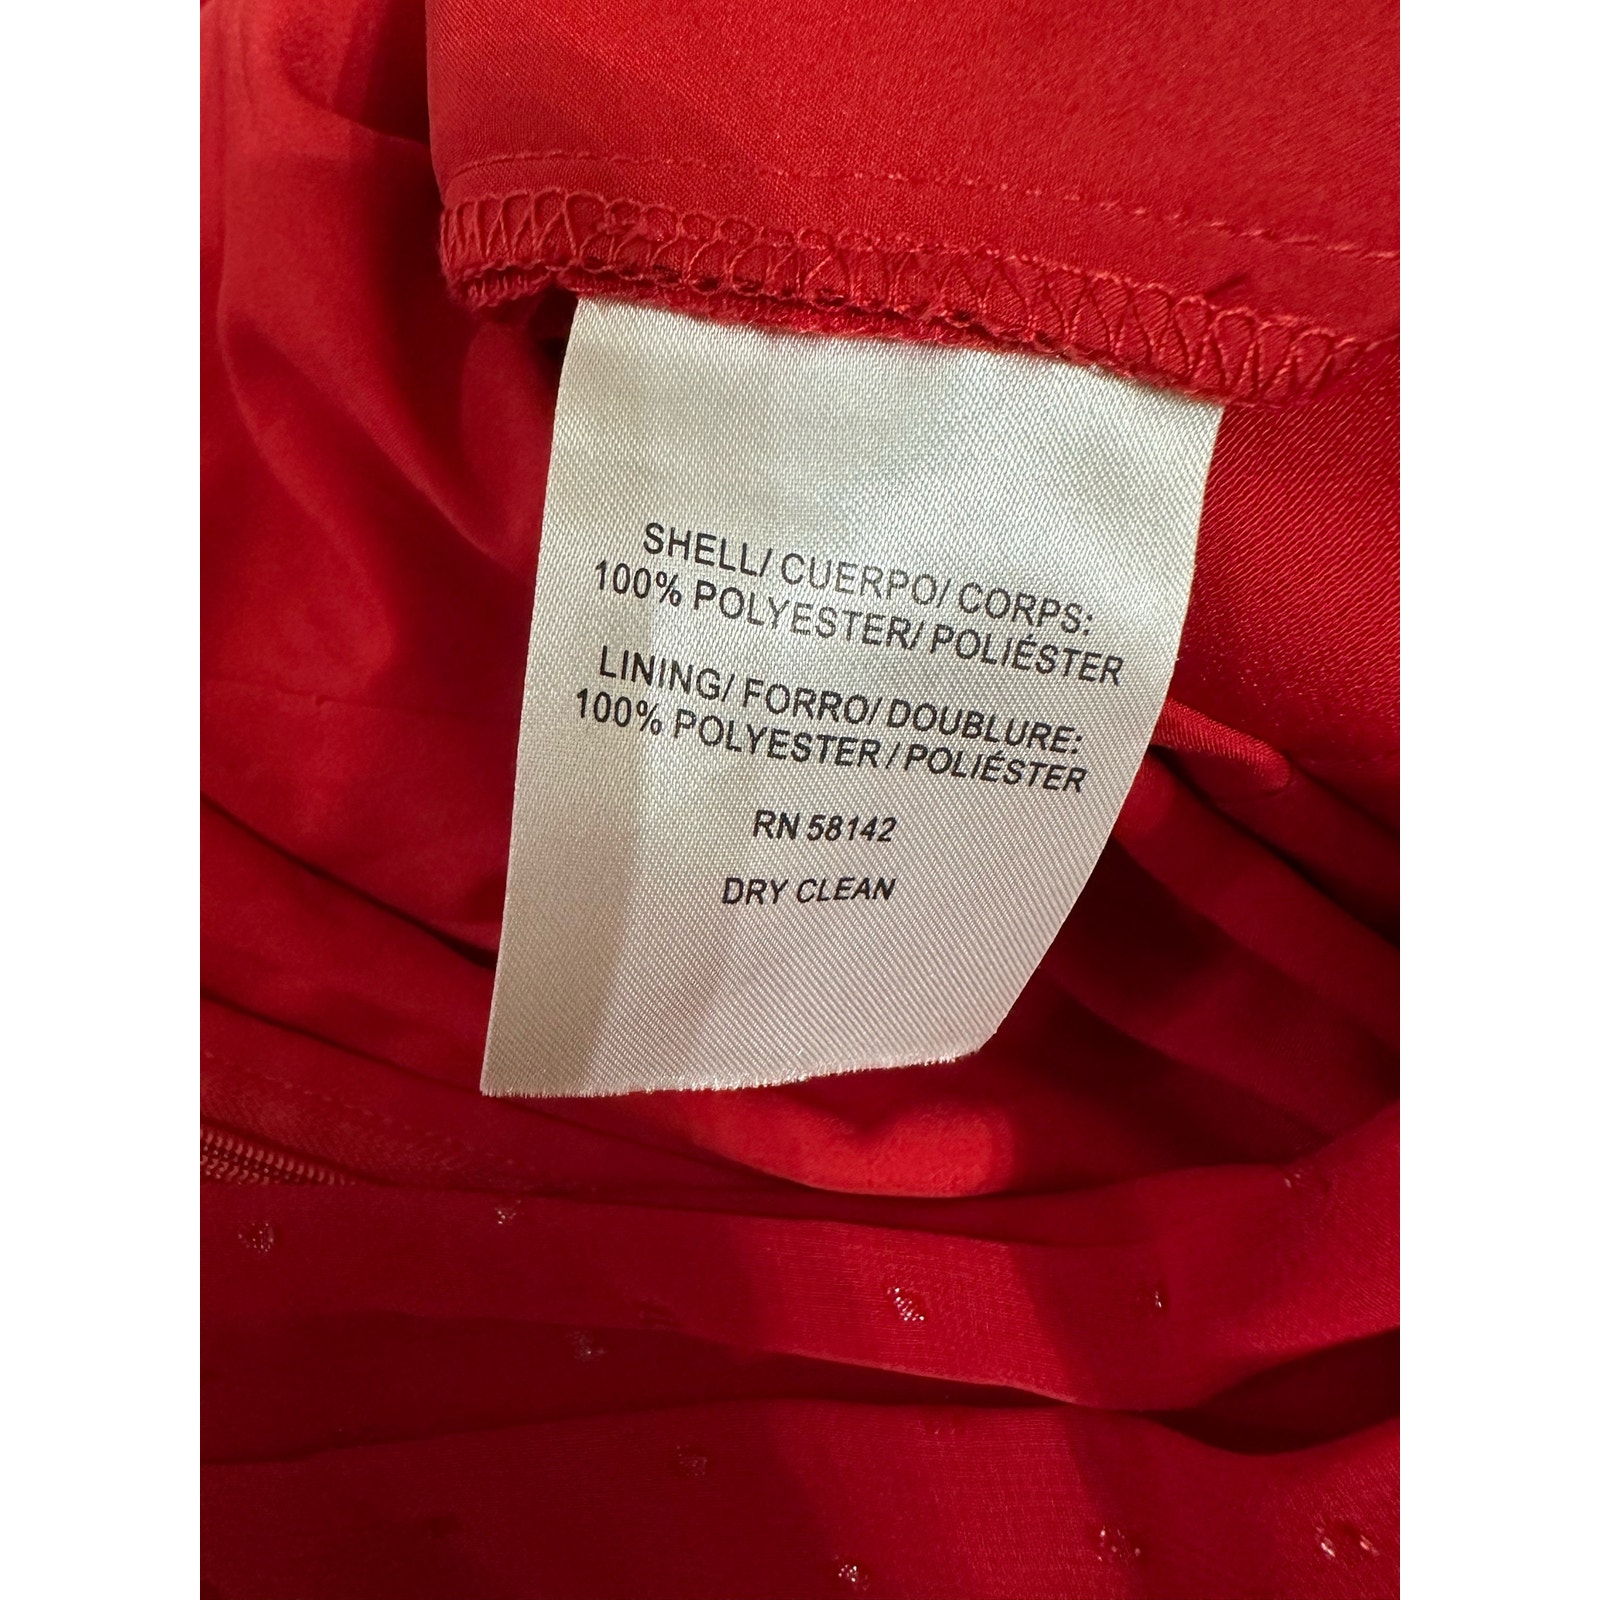 SHELL/ CUERPO/ CORPS:
100% POLYESTER/ POLIÉSTER
LINING/ FORRO/ DOUBLURE:
100% POLYESTER / POLIÉSTER
RN 58142
DRY CLEAN